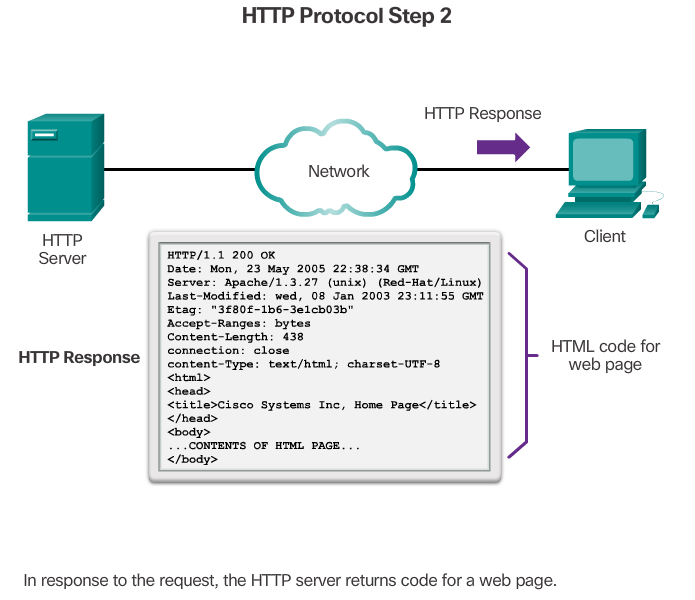 HTTP Protocol Step 2
HTTP Response
Network
HTTP
Server
Client
HTTP/1.1 200 OK
Date: Mon, 23 May 2005 22:38:34 GMT
Server: Apache/1.3.27 (unix) (Red-Hat/Linux)
Last-Modified: wed, 08 Jan 2003 23:11:55 GMT
Etag: "3f80f-1b6-3e1cb03b"
Accept-Ranges: bytes
Content-Length: 438
connection: close
content-Type: text/html; charset-UTF-8
<html>
<head>
<title>Cisco Systems Inc, Home Page</title>
</head>
<body>
...CONTENTS OF HTML PAGE...
</body>
HTTP Response
HTML code for
web page
In response to the request, the HTTP server returns code for a web page.